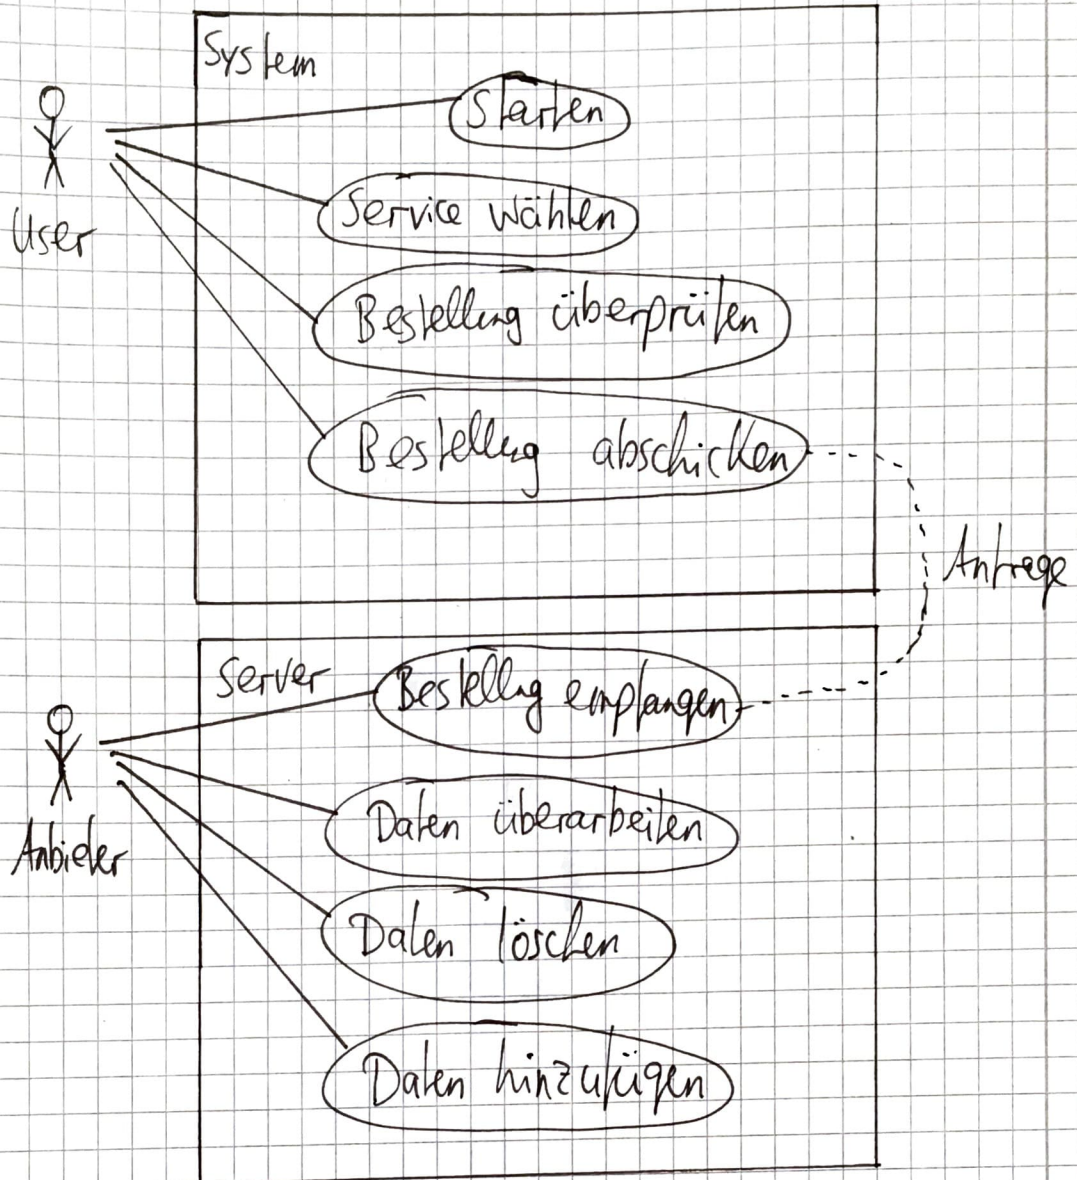 System
Starten
Service wählen
User
Bestellung überprüfen
Bestellung abschicken
Anfrage
Server
Bestellung empfangen
Daten überarbeiten
Anbieter
Daten löschen
Daten hinzufügen